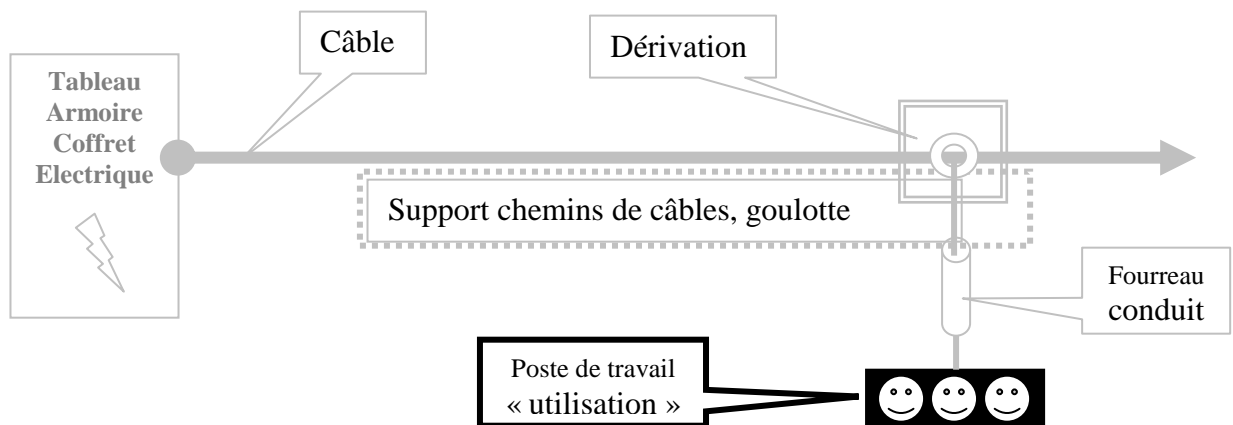 Câble
Dérivation
Tableau
Armoire
Coffret
Electrique
Support chemins de câbles, goulotte
Fourreau
conduit
Poste de travail
« utilisation »